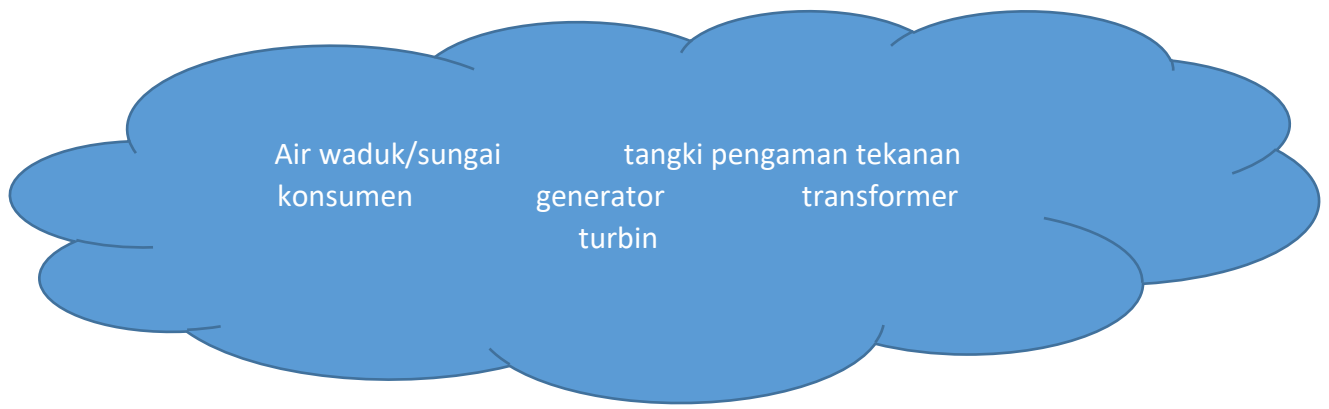 Air waduk/sungai tangki pengaman tekanan
konsumen generator transformer
turbin